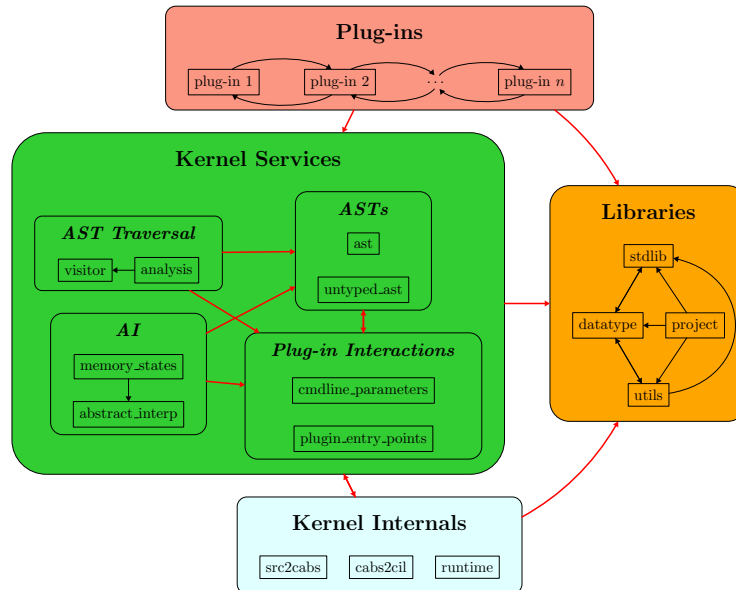 Plug-ins
plug-in 1
plug-in 2
...
plug-in n
Kernel Services
AST Traversal
visitor
analysis
ASTs
ast
untyped_ast
AI
memory_states
abstract_interp
Plug-in Interactions
cmdline_parameters
plugin_entry_points
Libraries
stdlib
datatype
project
utils
Kernel Internals
src2cabs
cabs2cil
runtime